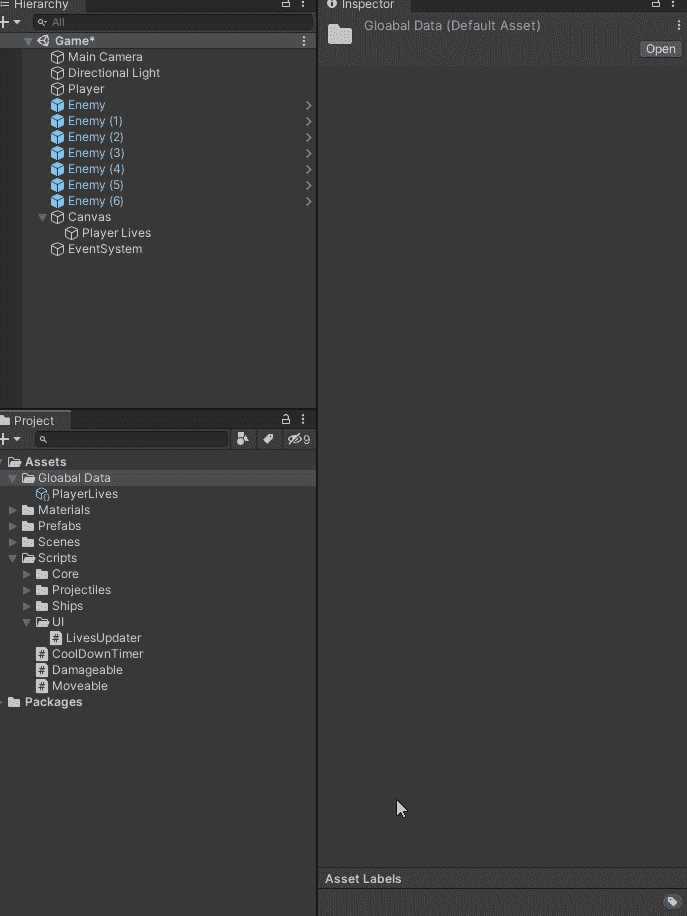 Hierarchy
All
Game*
Main Camera
Directional Light
Player
Enemy
Enemy (1)
Enemy (2)
Enemy (3)
Enemy (4)
Enemy (5)
Enemy (6)
Canvas
Player Lives
EventSystem
Project
9
Assets
Gloabal Data
PlayerLives
Materials
Prefabs
Scenes
Scripts
Core
Projectiles
Ships
UI
# LivesUpdater
# CoolDownTimer
# Damageable
# Moveable
Packages
Inspector
Gloabal Data (Default Asset)
Open
Asset Labels